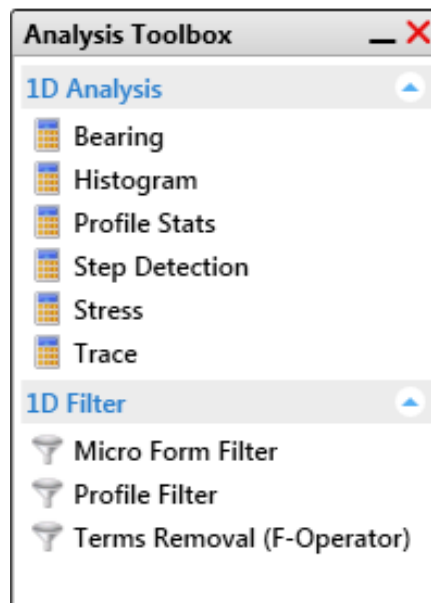 Analysis Toolbox
1D Analysis
Bearing
Histogram
Profile Stats
Step Detection
Stress
Trace
1D Filter
Micro Form Filter
Profile Filter
Terms Removal (F-Operator)